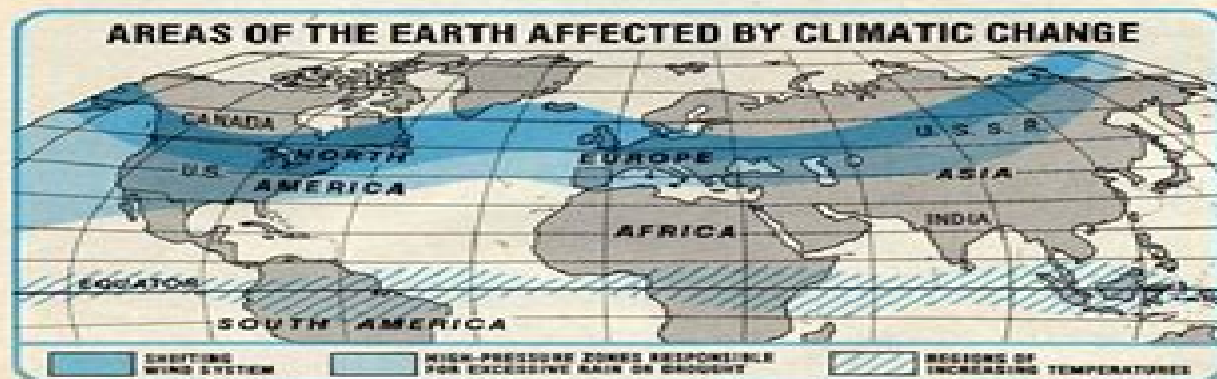 AREAS OF THE EARTH AFFECTED BY CLIMATIC CHANGE
CANADA
U. S. S. R.
NORTH
EUROPE
U.S.
AMERICA
ASIA
INDIA
AFRICA
EQUATOR
SOUTH AMERICA
SHIFTING
WIND SYSTEM
HIGH-PRESSURE ZONES RESPONSIBLE
FOR EXCESSIVE RAIN OR DROUGHT
REGIONS OF
INCREASING TEMPERATURES